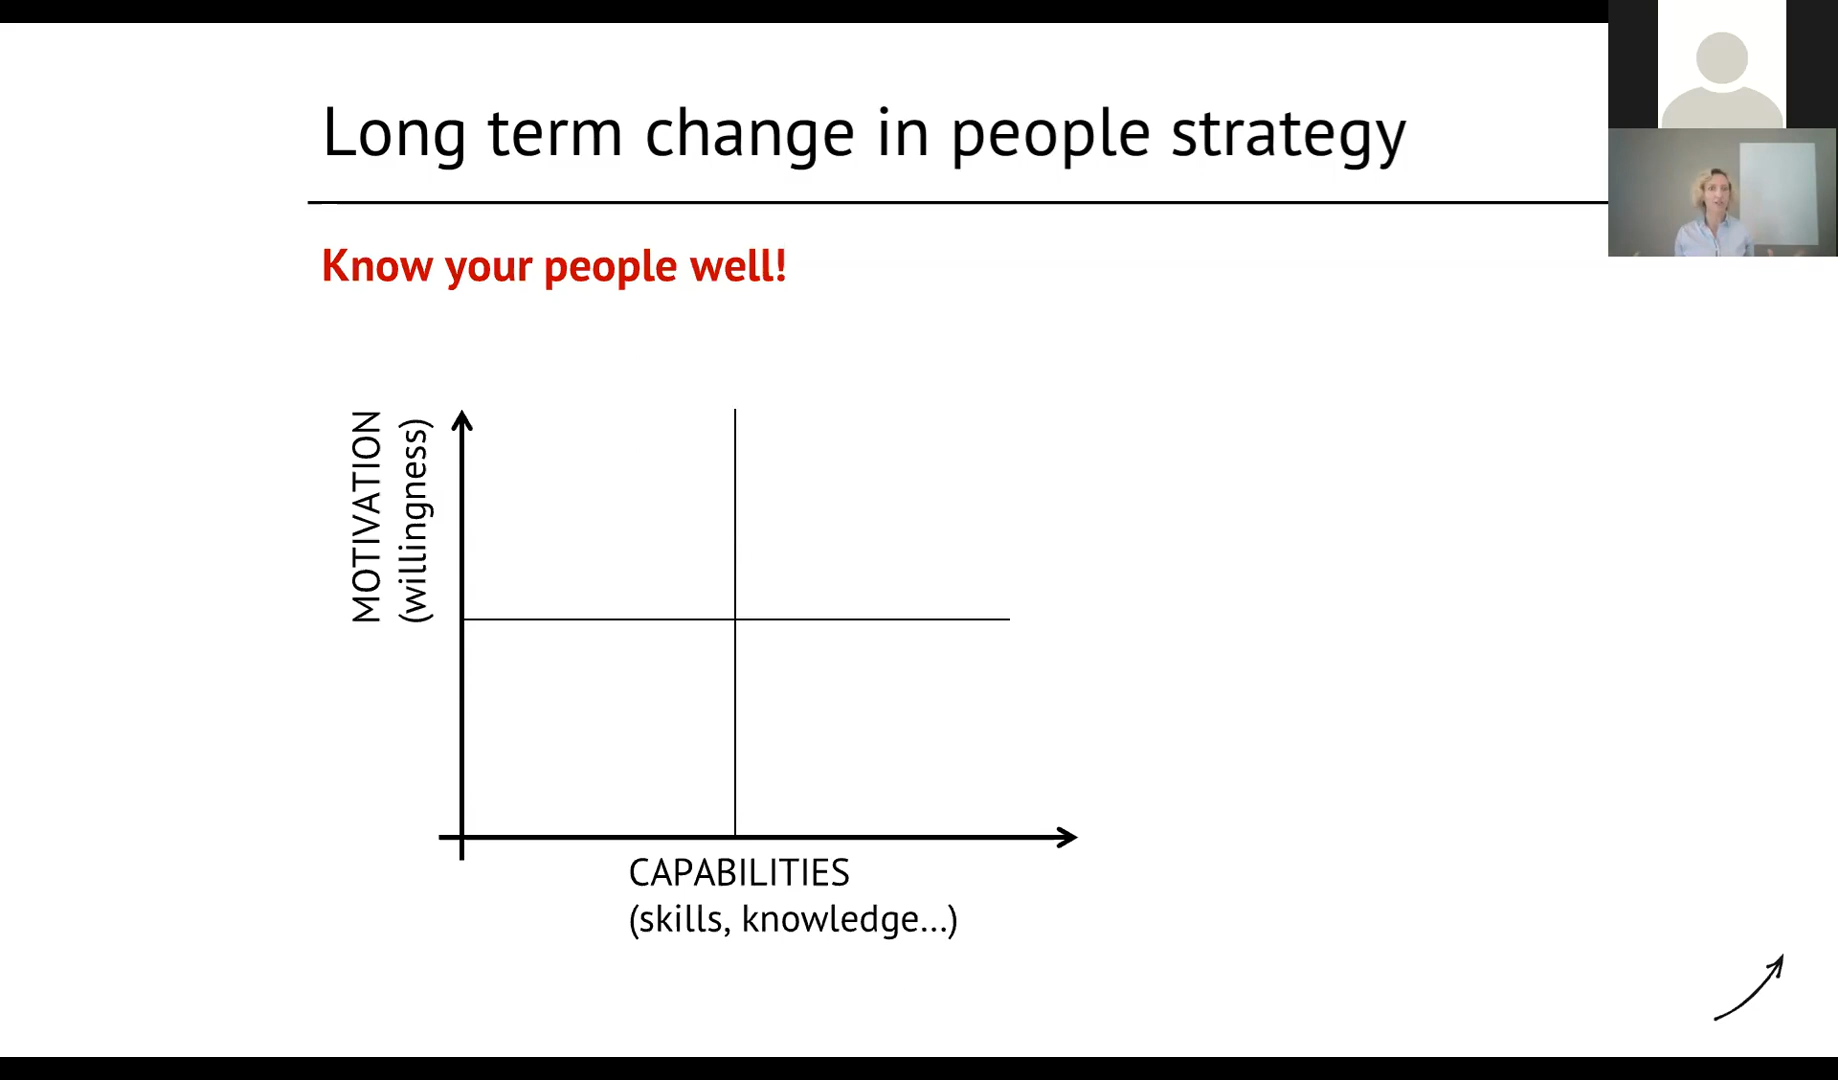 Long term change in people strategy
Know your people well!
MOTIVATION
(willingness)
CAPABILITIES
(skills, knowledge...)